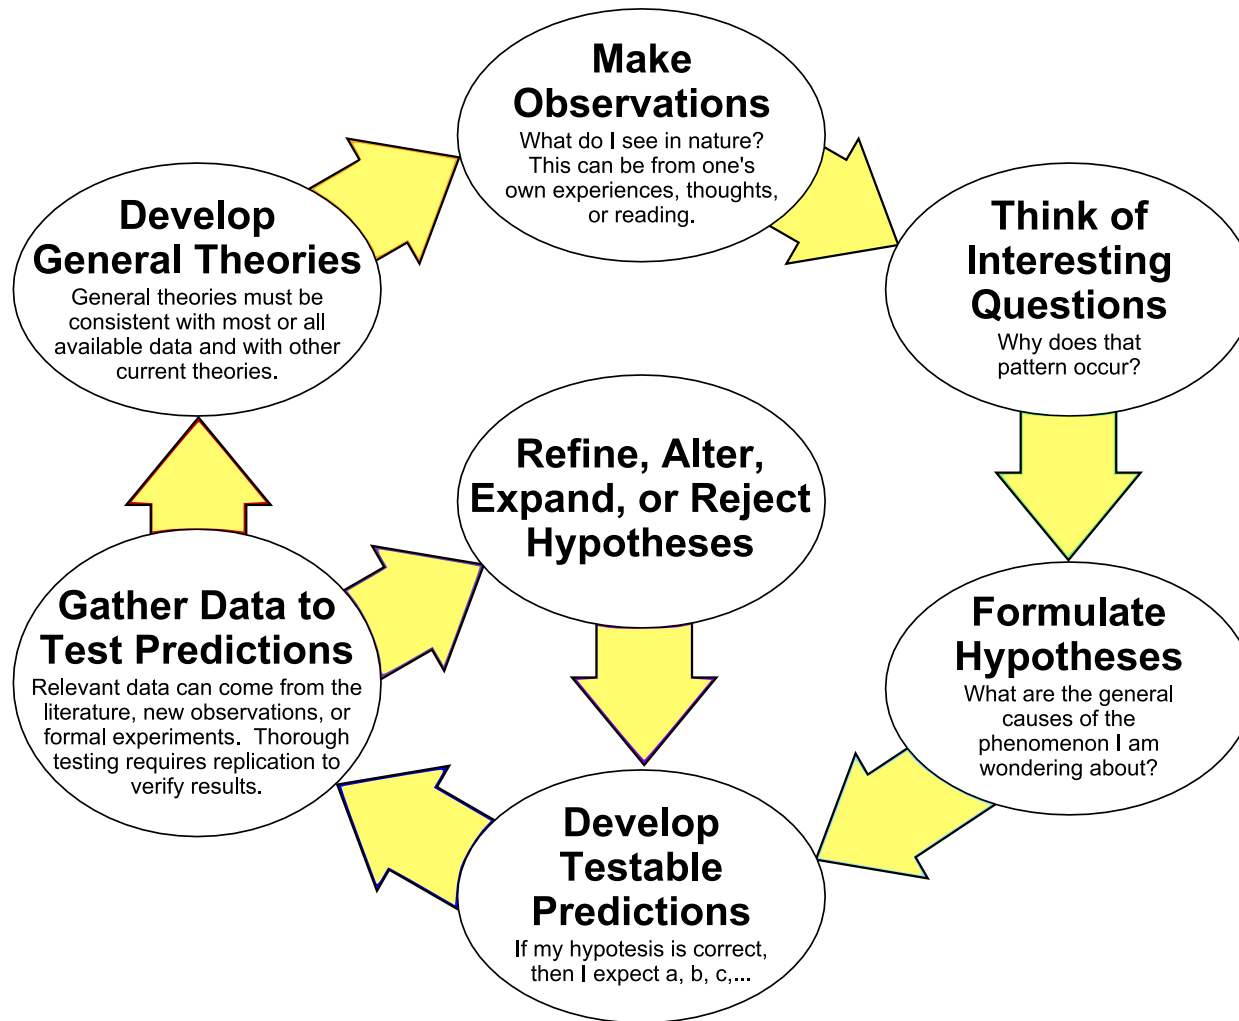 Make
Observations
What do I see in nature?
This can be from one's
own experiences, thoughts,
or reading.
Think of
Interesting
Questions
Why does that
pattern occur?
Formulate
Hypotheses
What are the general
causes of the
phenomenon I am
wondering about?
Develop
Testable
Predictions
If my hypotesis is correct,
then I expect a, b, c,...
Gather Data to
Test Predictions
Relevant data can come from the
literature, new observations, or
formal experiments.  Thorough
testing requires replication to
verify results.
Refine, Alter,
Expand, or Reject
Hypotheses
Develop
General Theories
General theories must be
consistent with most or all
available data and with other
current theories.